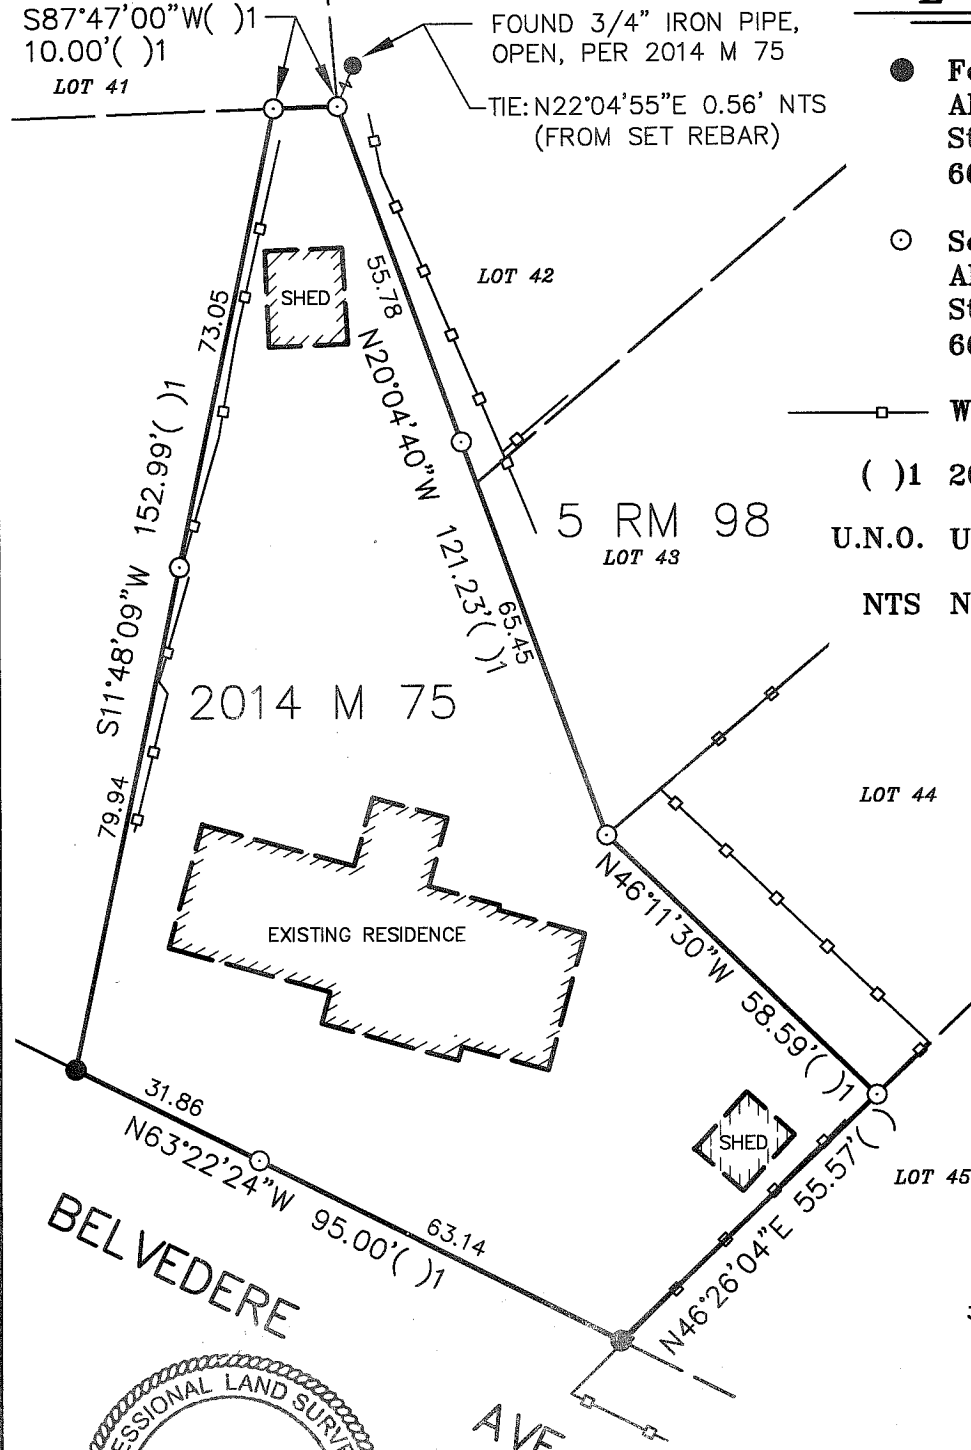 S87°47'00"W( )1
10.00'( )1
LOT 41
FOUND 3/4" IRON PIPE,
OPEN, PER 2014 M 75
TIE: N22°04'55"E 0.56' NTS
(FROM SET REBAR)
LOT 42
SHED
55.78
73.05
N20°04'40"W 121.23'( )1
S11°48'09"W 152.99'( )1
5 RM 98
LOT 43
( )1
U.N.O.
NTS
65.45
2014 M 75
79.94
LOT 44
EXISTING RESIDENCE
N46°11'30"W 58.59'( )1
SHED
31.86
N63°22'24"W 95.00'( )1
63.14
N46°26'04"E 55.57'( )
LOT 45
BELVEDERE
AVE
LAND